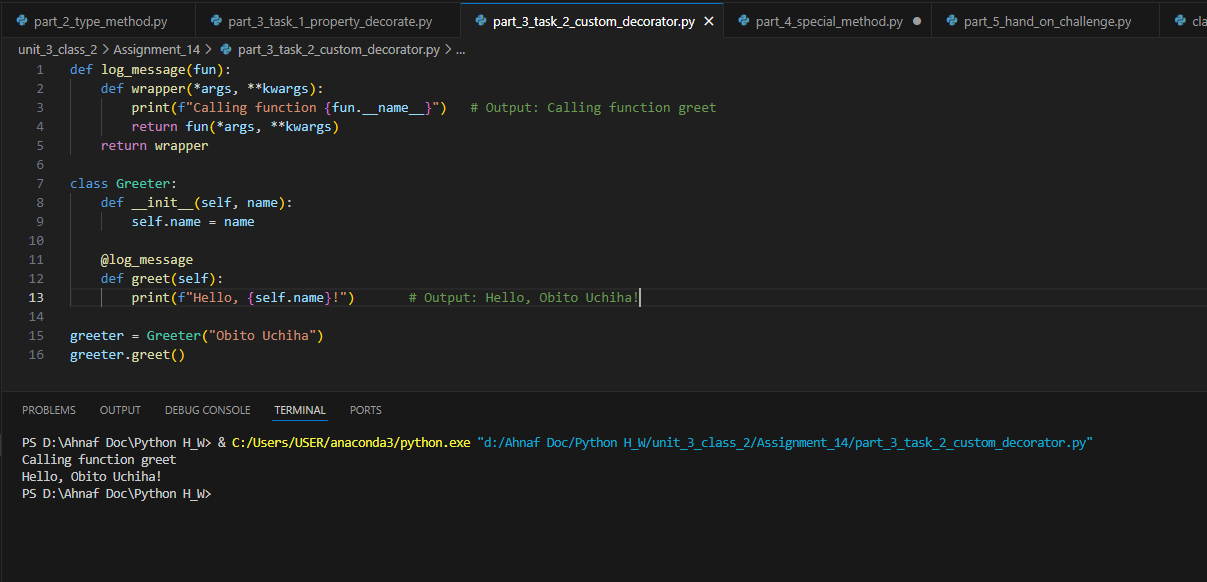 part_2_type_method.py part_3_task_1_property_decorate.py part_3_task_2_custom_decorator.py part_4_special_method.py part_5_hand_on_challenge.py cla
unit_3_class_2 > Assignment_14 > part_3_task_2_custom_decorator.py > ...
1 def log_message(fun):
2     def wrapper(*args, **kwargs):
3         print(f"Calling function {fun.__name__}")   # Output: Calling function greet
4         return fun(*args, **kwargs)
5     return wrapper
6
7 class Greeter:
8     def __init__(self, name):
9         self.name = name
10
11     @log_message
12     def greet(self):
13         print(f"Hello, {self.name}!")       # Output: Hello, Obito Uchiha!
14
15 greeter = Greeter("Obito Uchiha")
16 greeter.greet()
PROBLEMS OUTPUT DEBUG CONSOLE TERMINAL PORTS
PS D:\Ahnaf Doc\Python H_W> & C:/Users/USER/anaconda3/python.exe "d:/Ahnaf Doc/Python H_W/unit_3_class_2/Assignment_14/part_3_task_2_custom_decorator.py"
Calling function greet
Hello, Obito Uchiha!
PS D:\Ahnaf Doc\Python H_W>